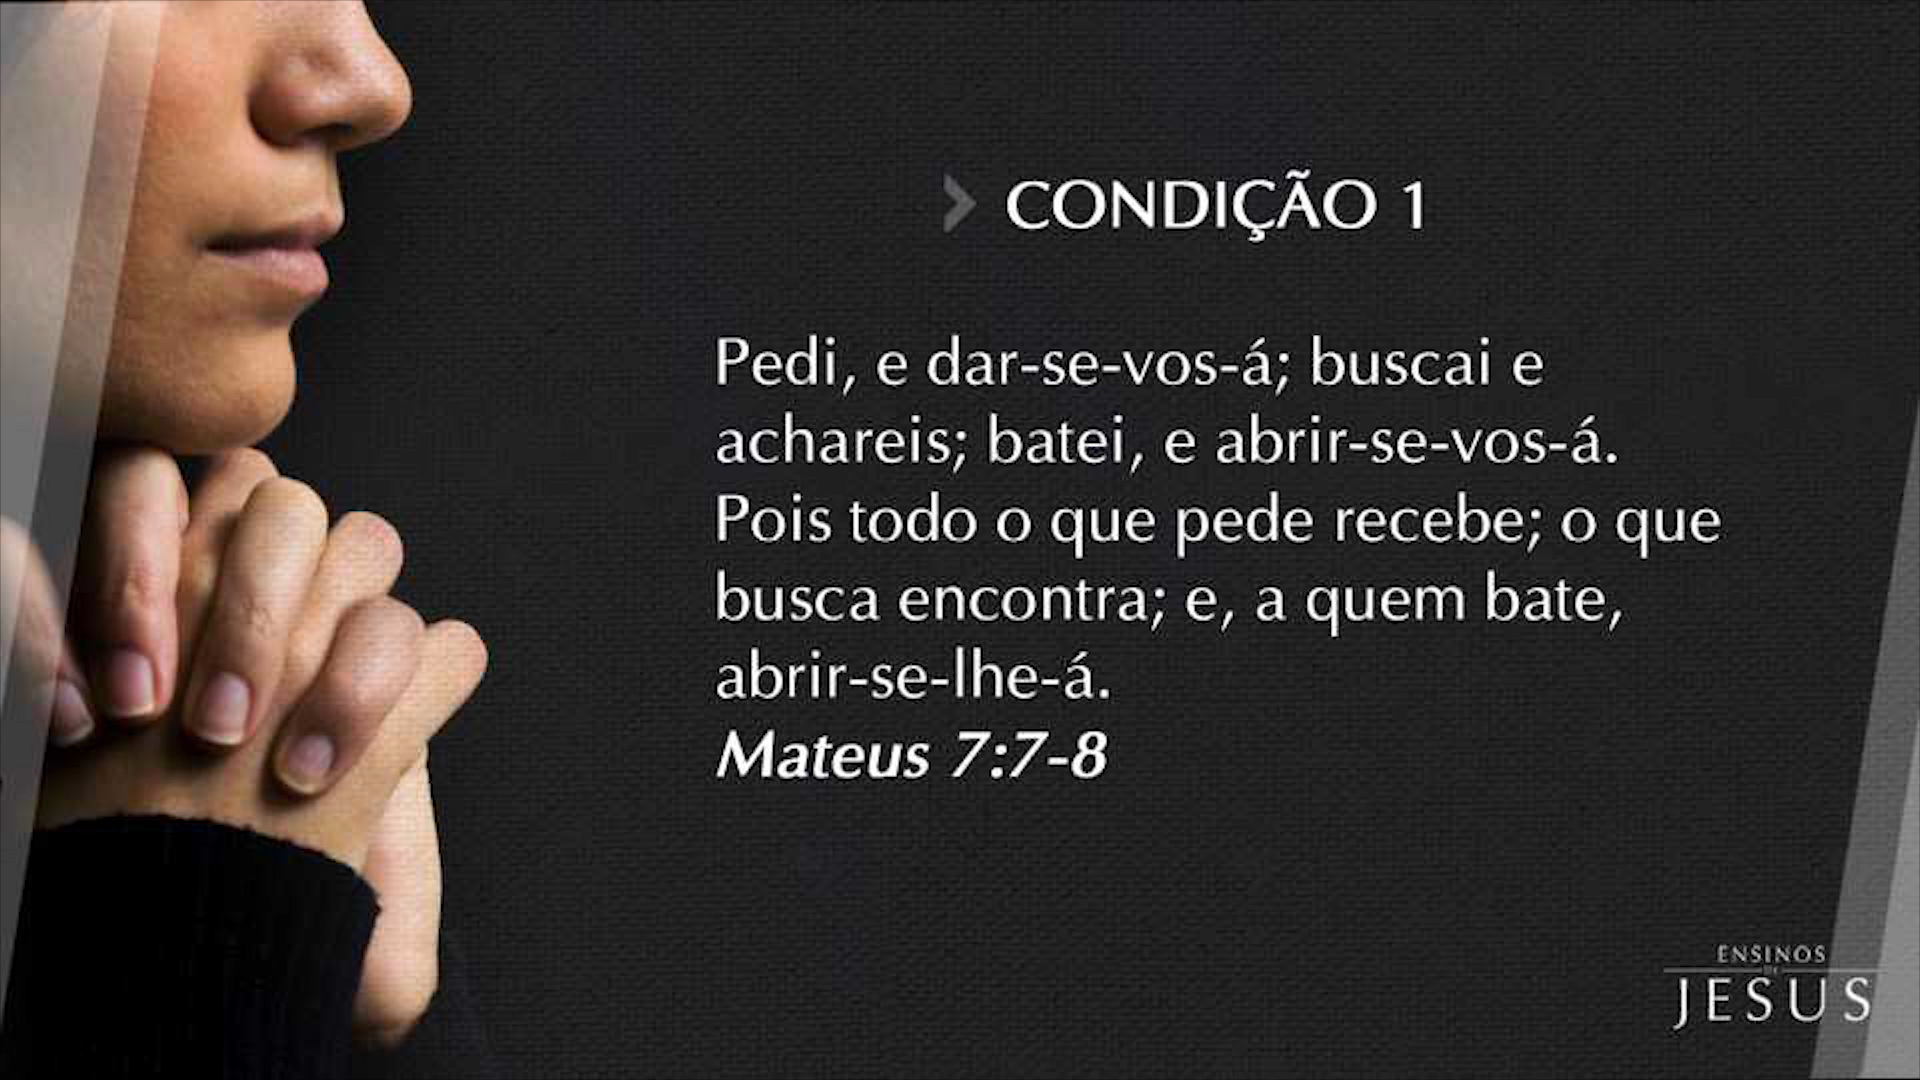 CONDIÇÃO 1
Pedi, e dar-se-vos-á; buscai e
achareis; batei, e abrir-se-vos-á.
Pois todo o que pede recebe; o que
busca encontra; e, a quem bate,
abrir-se-lhe-á.
Mateus 7:7-8
ENSINOS
DE
JESUS